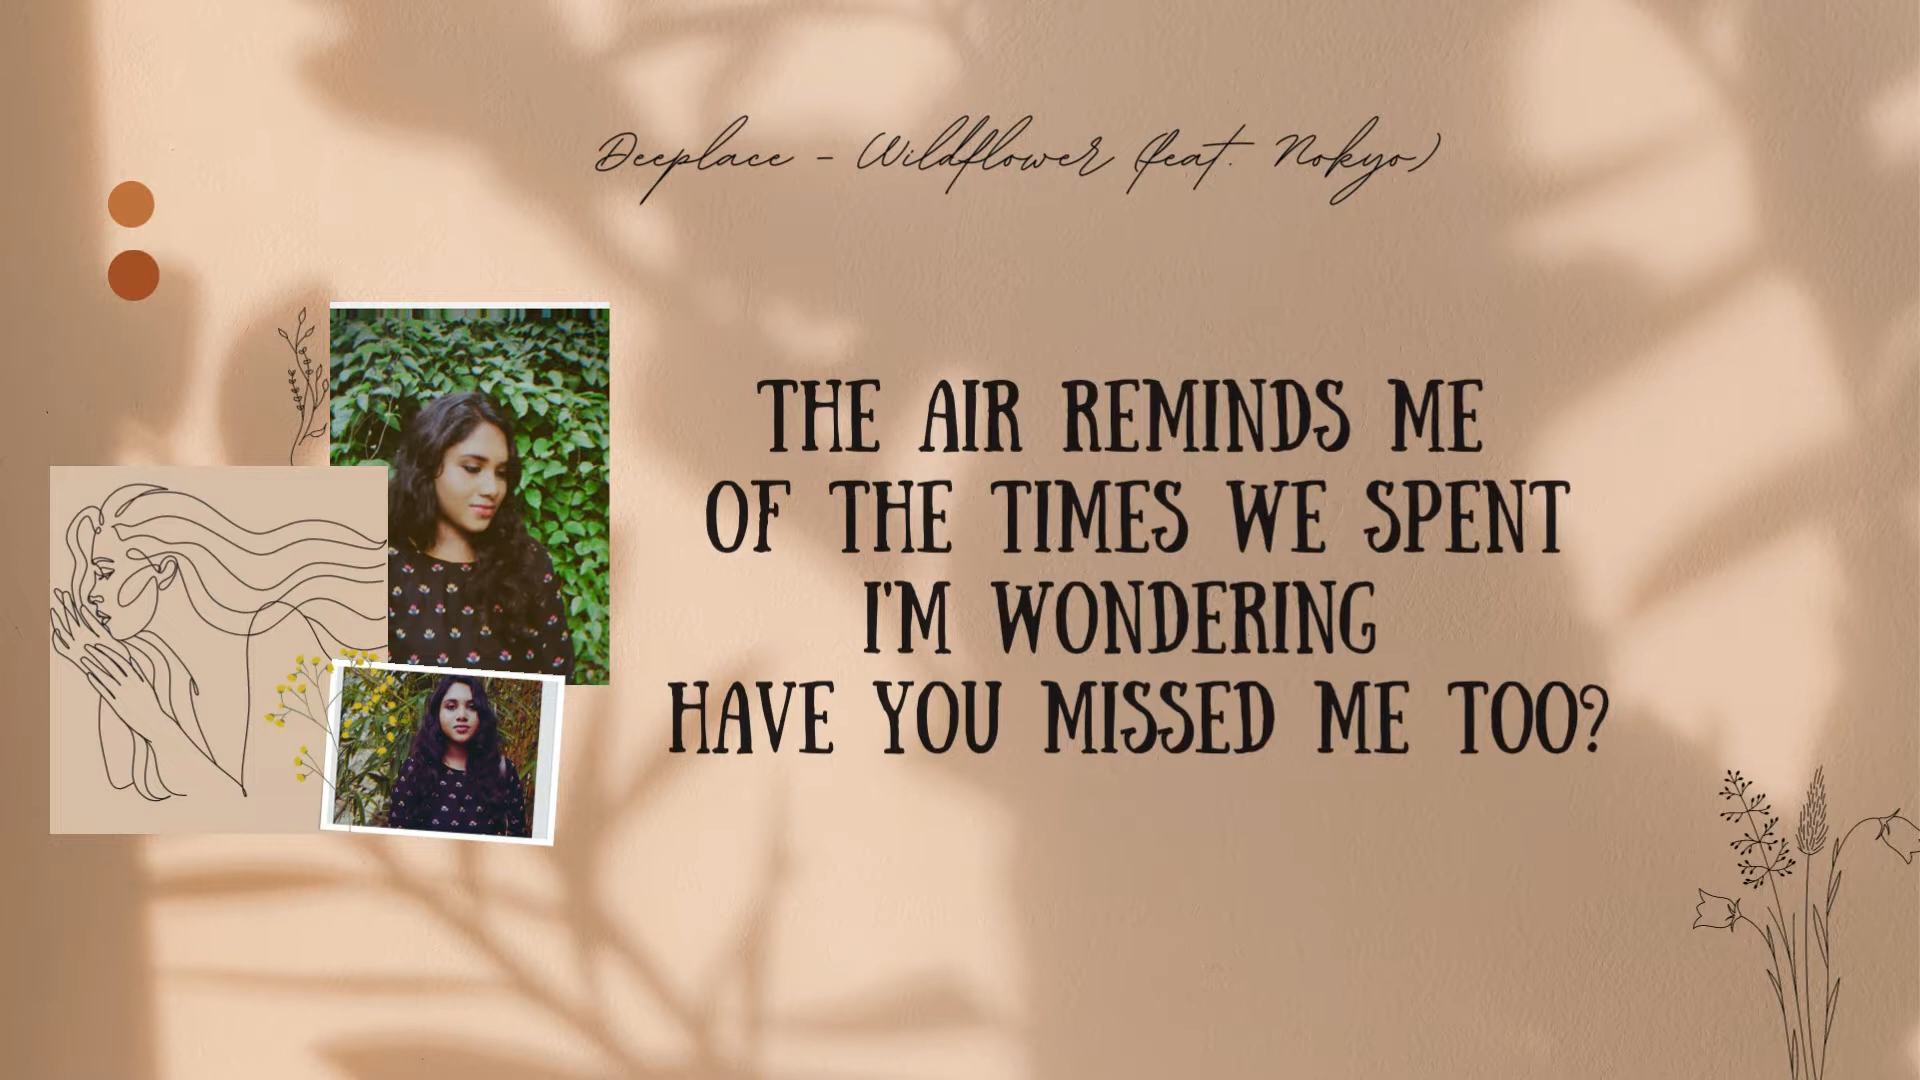 Deeplace - Wildflower (feat. Nokyo)
THE AIR REMINDS ME
OF THE TIMES WE SPENT
I'M WONDERING
HAVE YOU MISSED ME TOO?